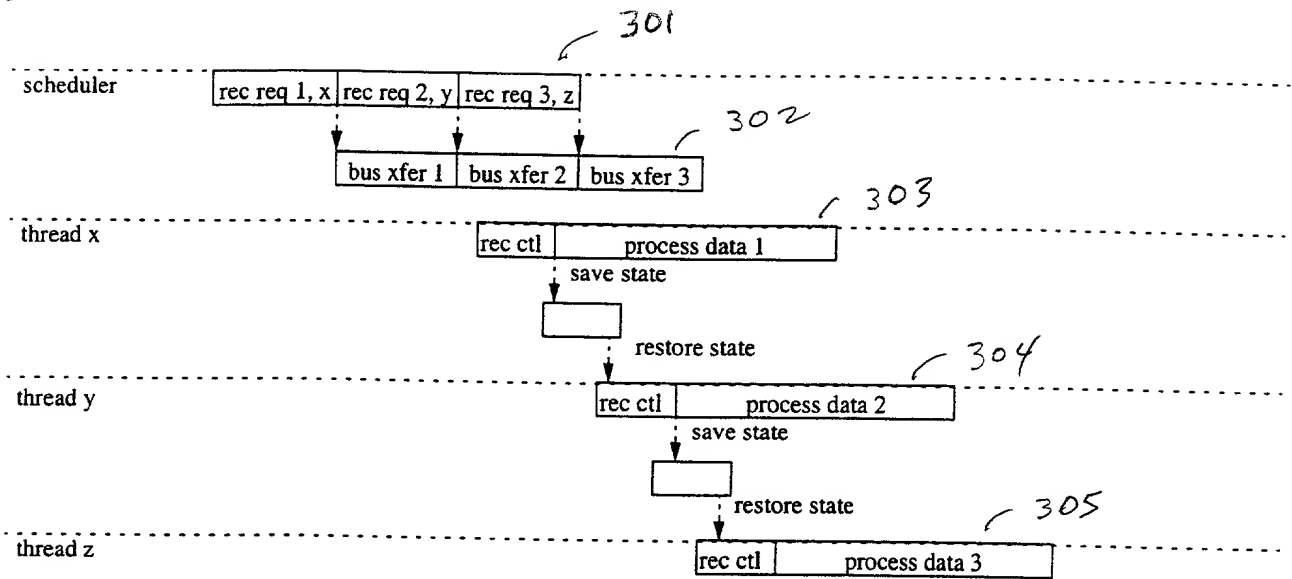 301
scheduler
rec req 1, x rec req 2, y rec req 3, z
302
bus xfer 1 bus xfer 2 bus xfer 3
303
thread x
rec ctl process data 1
save state
restore state
304
thread y
rec ctl process data 2
save state
restore state
305
thread z
rec ctl process data 3